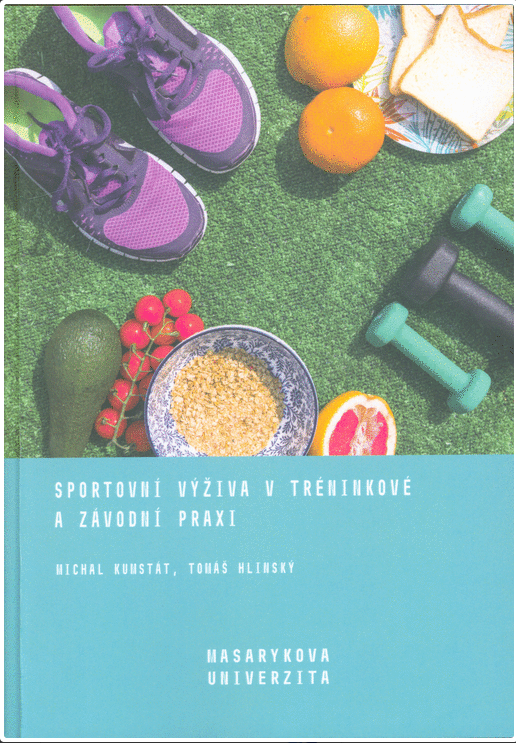 SPORTOVNÍ VÝŽIVA V TRÉNINKOVÉ
A ZÁVODNÍ PRAXI
MICHAL KUMSTÁT, TOMÁŠ HLINSKÝ
MASARYKOVA
UNIVERZITA